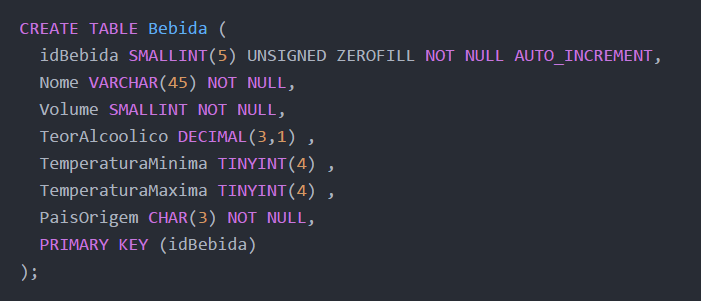 CREATE TABLE Bebida (
  idBebida SMALLINT(5) UNSIGNED ZEROFILL NOT NULL AUTO_INCREMENT,
  Nome VARCHAR(45) NOT NULL,
  Volume SMALLINT NOT NULL,
  TeorAlcoolico DECIMAL(3,1) ,
  TemperaturaMinima TINYINT(4) ,
  TemperaturaMaxima TINYINT(4) ,
  PaisOrigem CHAR(3) NOT NULL,
  PRIMARY KEY (idBebida)
);